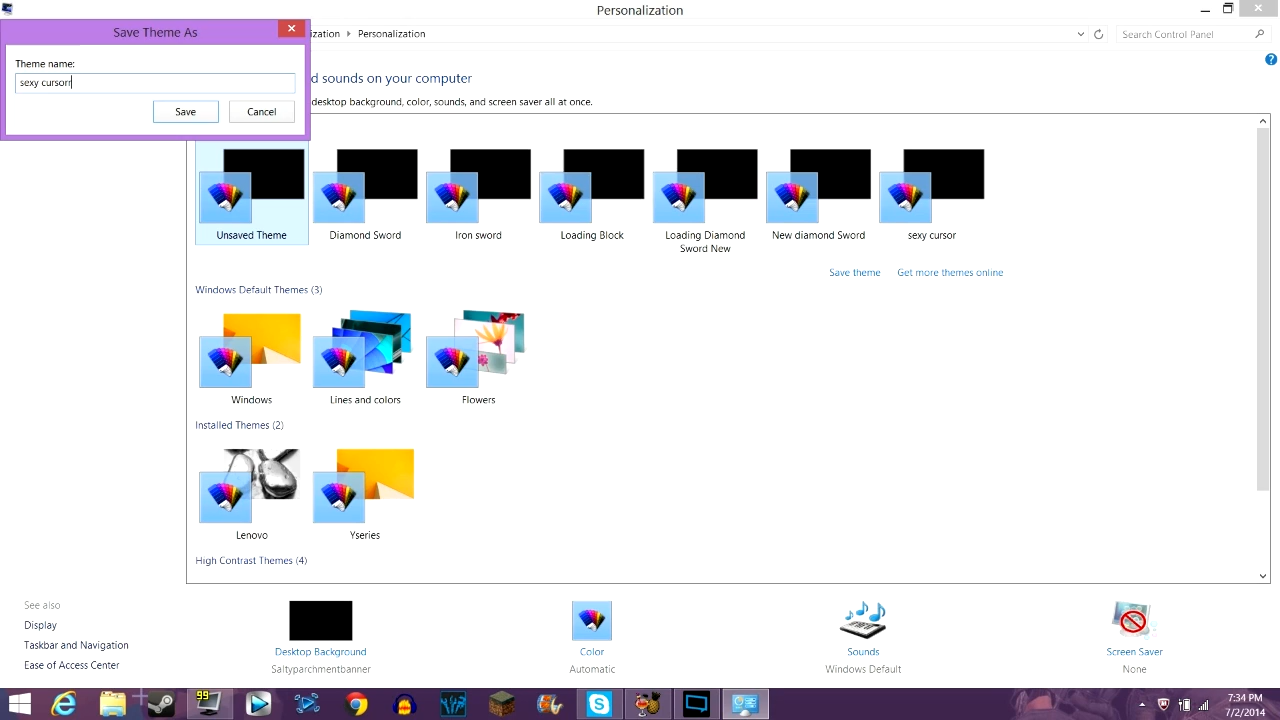 Personalization
Save Theme As
ization Personalization
Search Control Panel
Theme name:
d sounds on your computer
sexy cursorr
desktop background, color, sounds, and screen saver all at once.
Save Cancel
Unsaved Theme
Diamond Sword
Iron sword
Loading Block
Loading Diamond
Sword New
New diamond Sword
sexy cursor
Save theme Get more themes online
Windows Default Themes (3)
Windows
Lines and colors
Flowers
Installed Themes (2)
Lenovo
Yseries
High Contrast Themes (4)
See also
Display
Taskbar and Navigation
Ease of Access Center
Desktop Background
Saltyparchmentbanner
Color
Automatic
Sounds
Windows Default
Screen Saver
None
99
7:34 PM
7/2/2014